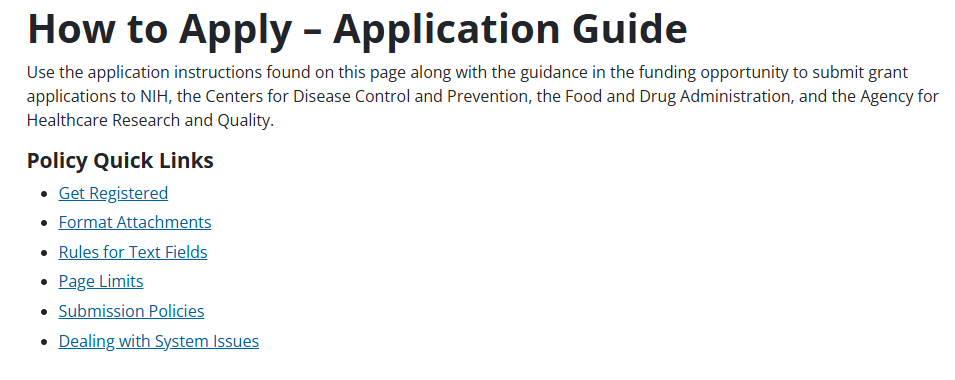 How to Apply – Application Guide
Use the application instructions found on this page along with the guidance in the funding opportunity to submit grant
applications to NIH, the Centers for Disease Control and Prevention, the Food and Drug Administration, and the Agency for
Healthcare Research and Quality.
Policy Quick Links
• Get Registered
• Format Attachments
• Rules for Text Fields
• Page Limits
• Submission Policies
• Dealing with System Issues